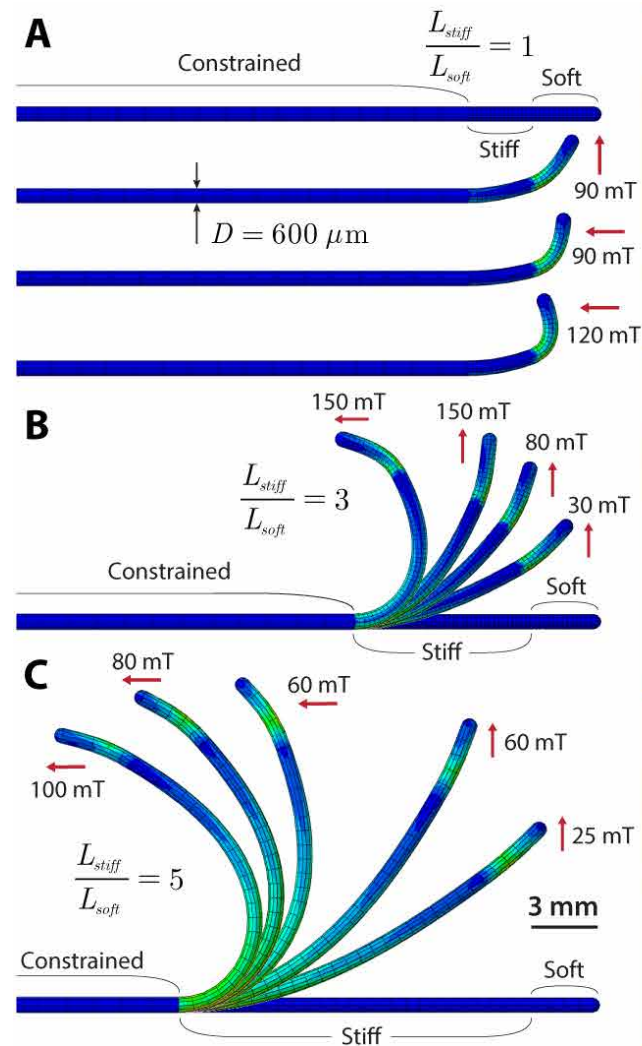 A
L_stiff / L_soft = 1
Constrained
Soft
Stiff
90 mT
D = 600 μm
90 mT
120 mT
B
150 mT
150 mT
80 mT
L_stiff / L_soft = 3
30 mT
Constrained
Soft
Stiff
C
80 mT
60 mT
60 mT
100 mT
25 mT
L_stiff / L_soft = 5
3 mm
Constrained
Soft
Stiff